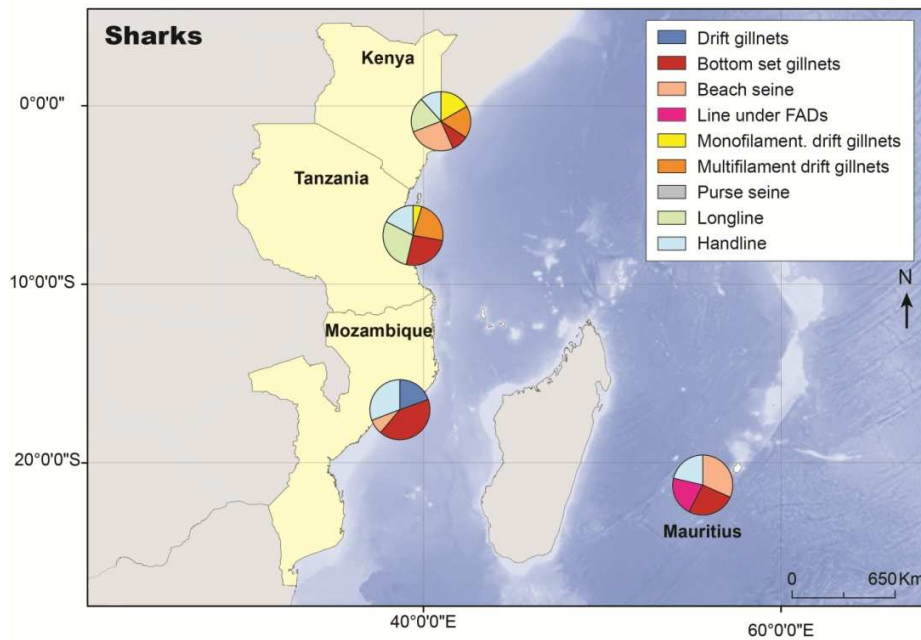 Sharks
Kenya
Tanzania
Mozambique
Mauritius
Drift gillnets
Bottom set gillnets
Beach seine
Line under FADs
Monofilament. drift gillnets
Multifilament drift gillnets
Purse seine
Longline
Handline
N
0°0'0"
10°0'0"S
20°0'0"S
40°0'0"E
60°0'0"E
0 650Km